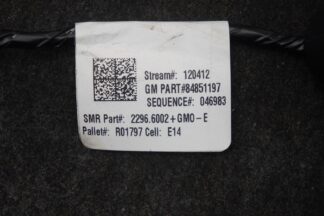 Stream#: 120412
GM PART#84851197
SEQUENCE#: 046983
SMR Part#: 2296.6002+GMO-E
Pallet#: R01797 Cell: E14